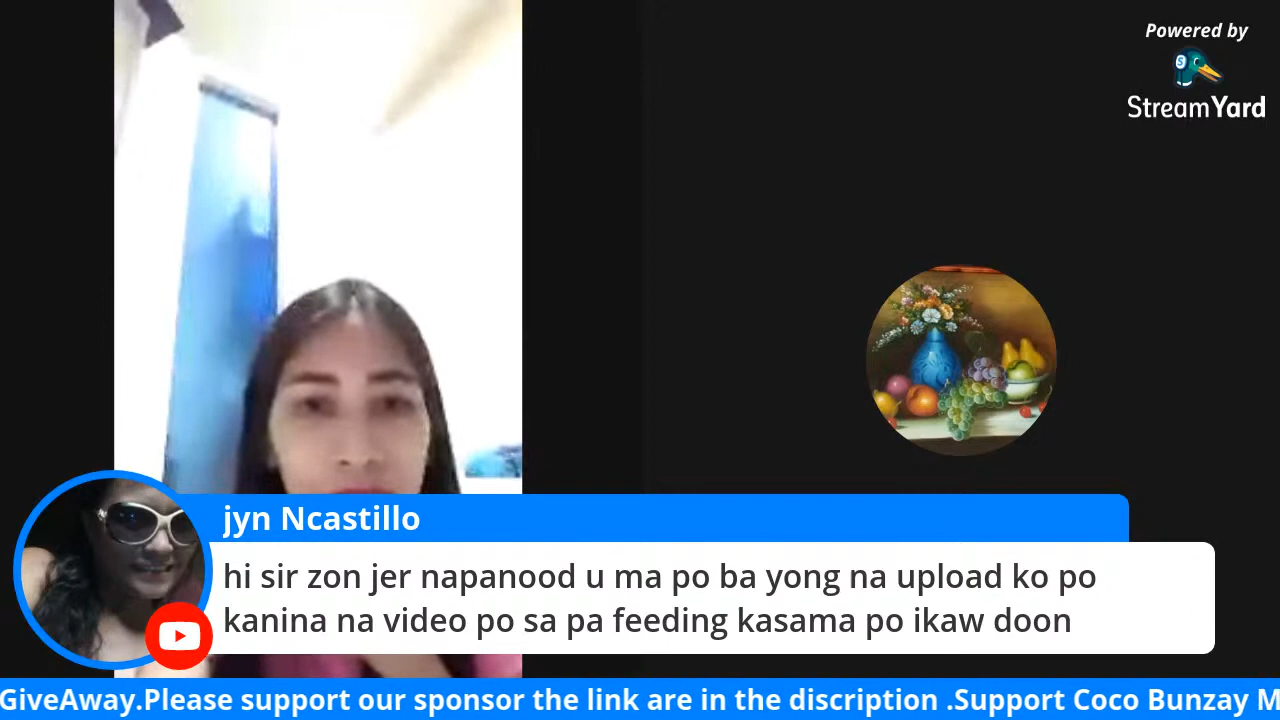 Powered by
StreamYard
jyn Ncastillo
hi sir zon jer napanood u ma po ba yong na upload ko po
kanina na video po sa pa feeding kasama po ikaw doon
GiveAway.Please support our sponsor the link are in the discription .Support Coco Bunzay M